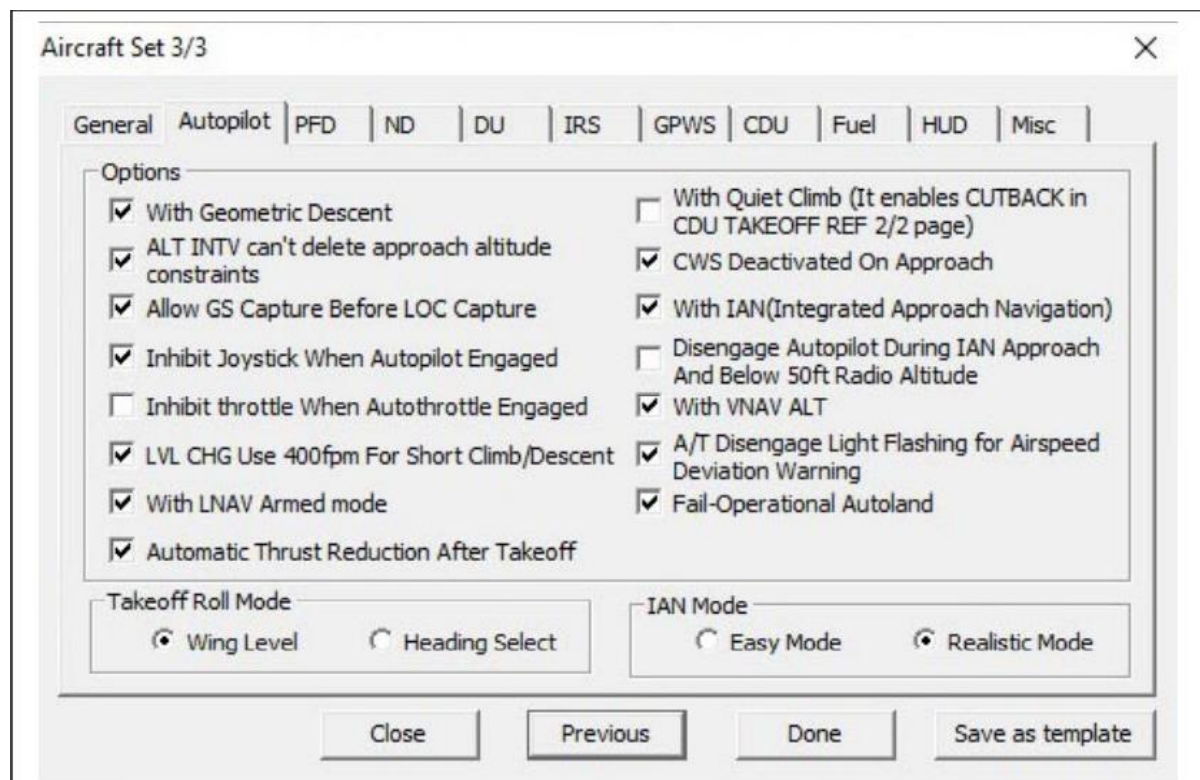 Aircraft Set 3/3
General Autopilot PFD ND DU IRS GPWS CDU Fuel HUD Misc
Options
With Geometric Descent
ALT INTV can't delete approach altitude
constraints
Allow GS Capture Before LOC Capture
Inhibit Joystick When Autopilot Engaged
Inhibit throttle When Autothrottle Engaged
LVL CHG Use 400fpm For Short Climb/Descent
With LNAV Armed mode
Automatic Thrust Reduction After Takeoff
With Quiet Climb (It enables CUTBACK in
CDU TAKEOFF REF 2/2 page)
CWS Deactivated On Approach
With IAN(Integrated Approach Navigation)
Disengage Autopilot During IAN Approach
And Below 50ft Radio Altitude
With VNAV ALT
A/T Disengage Light Flashing for Airspeed
Deviation Warning
Fail-Operational Autoland
Takeoff Roll Mode
Wing Level Heading Select
IAN Mode
Easy Mode Realistic Mode
Close Previous Done Save as template